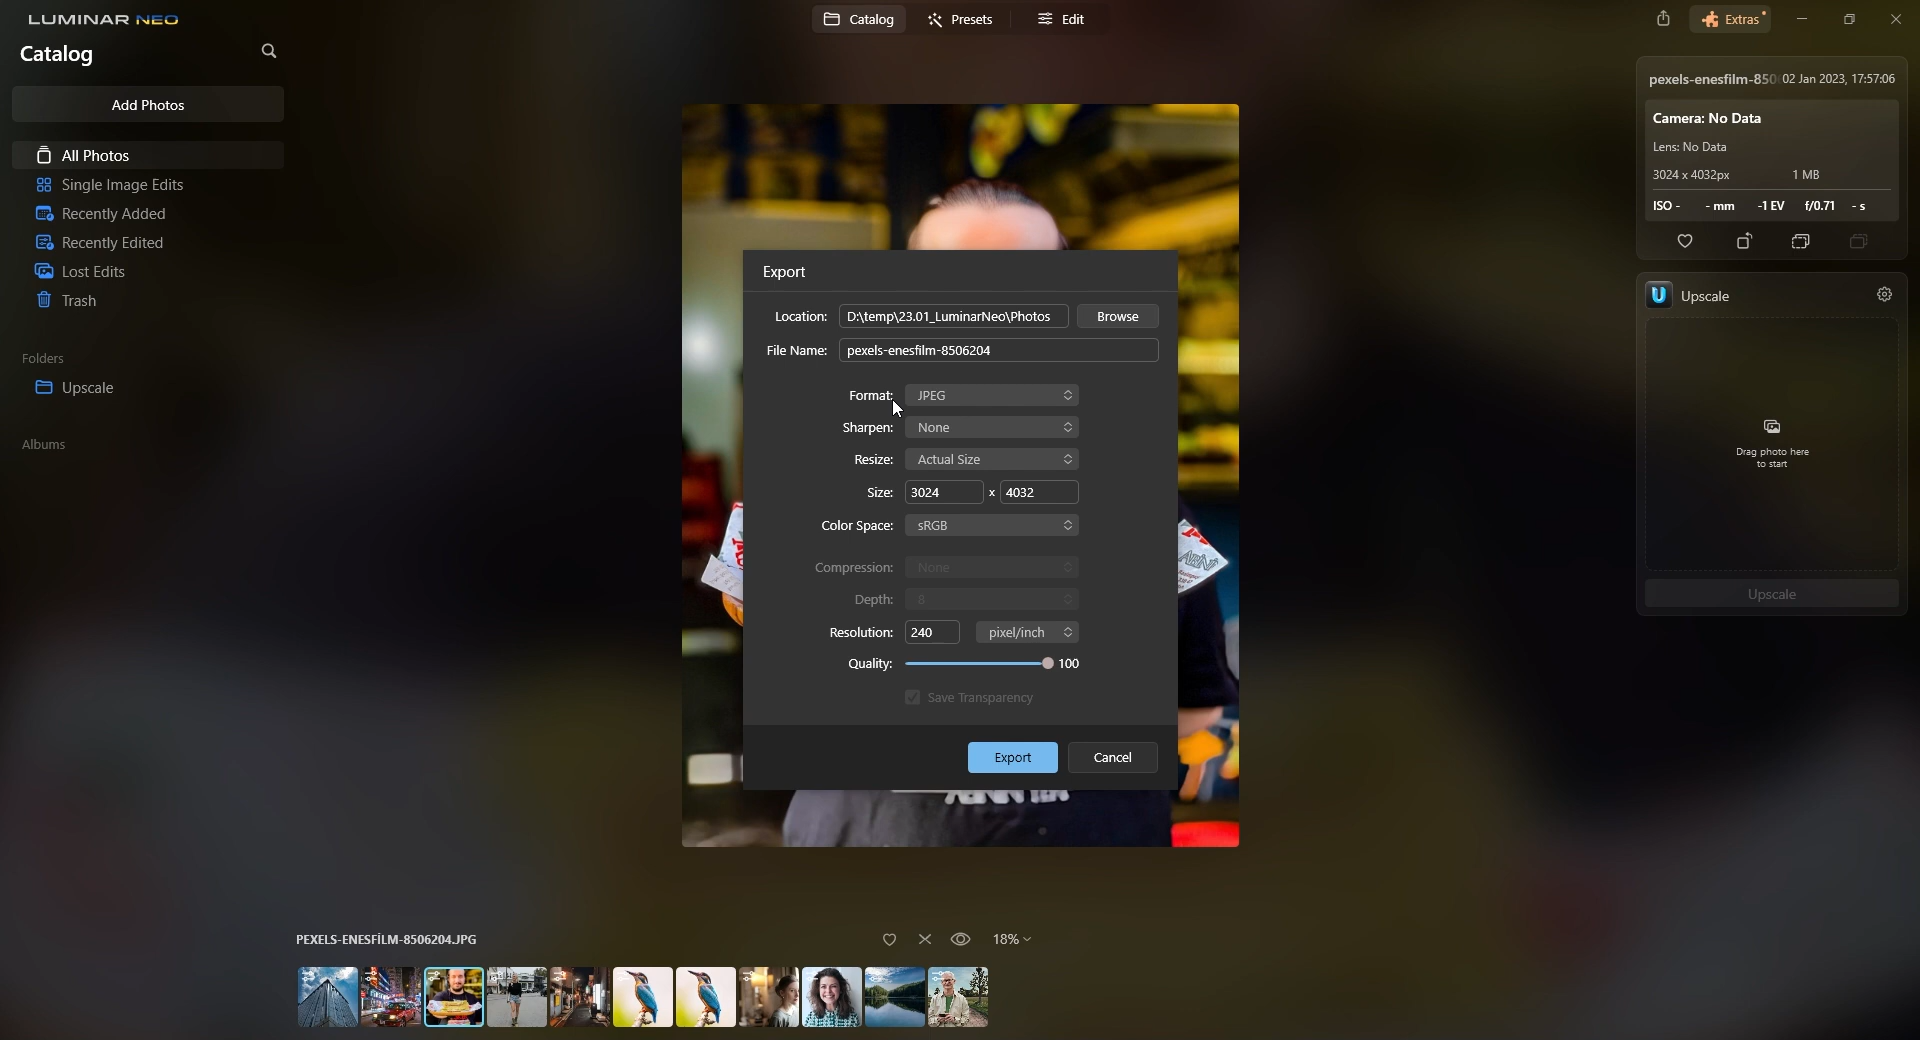 LUMINAR NEO
Catalog
Presets
Edit
Extras
Catalog
Add Photos
All Photos
Single Image Edits
Recently Added
Recently Edited
Lost Edits
Trash
Folders
Upscale
Albums
Export
Location: D:\temp\23.01_LuminarNeo\Photos Browse
File Name: pexels-enesfilm-8506204
Format: JPEG
Sharpen: None
Resize: Actual Size
Size: 3024 x 4032
Color Space: sRGB
Compression: None
Depth: 8
Resolution: 240 pixel/inch
Quality: 100
Save Transparency
Export Cancel
pexels-enesfilm-850 02 Jan 2023, 17:57:06
Camera: No Data
Lens: No Data
3024 x 4032px 1 MB
ISO - - mm -1 EV f/0.71 - s
Upscale
Drag photo here
to start
Upscale
PEXELS-ENESFİLM-8506204.JPG
18%